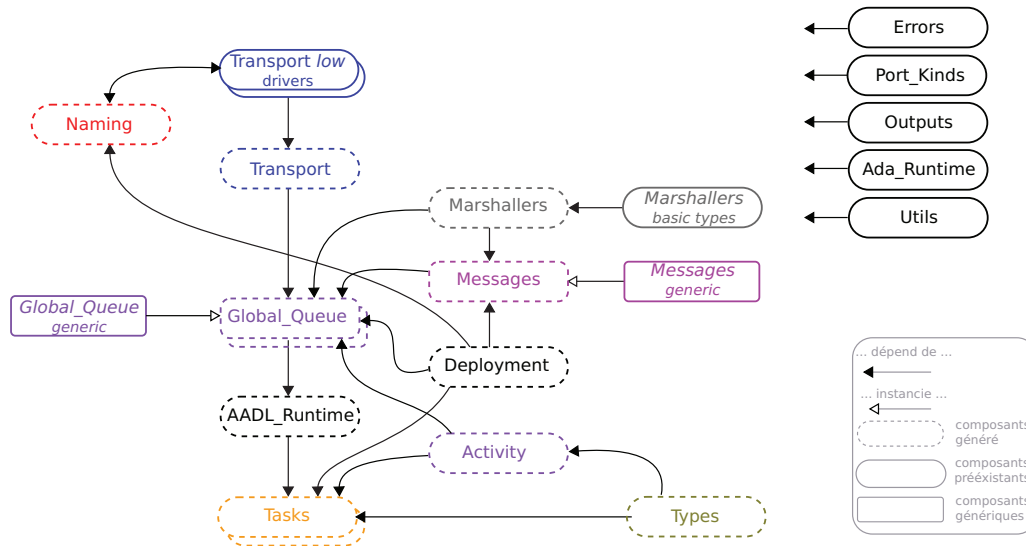 Transport low
drivers
Naming
Transport
Marshallers
Marshallers
basic types
Messages
Messages
generic
Global_Queue
generic
Global_Queue
Deployment
AADL_Runtime
Activity
Tasks
Types
Errors
Port_Kinds
Outputs
Ada_Runtime
Utils
... dépend de ...
... instancie ...
composants
généré
composants
prééxistants
composants
génériques